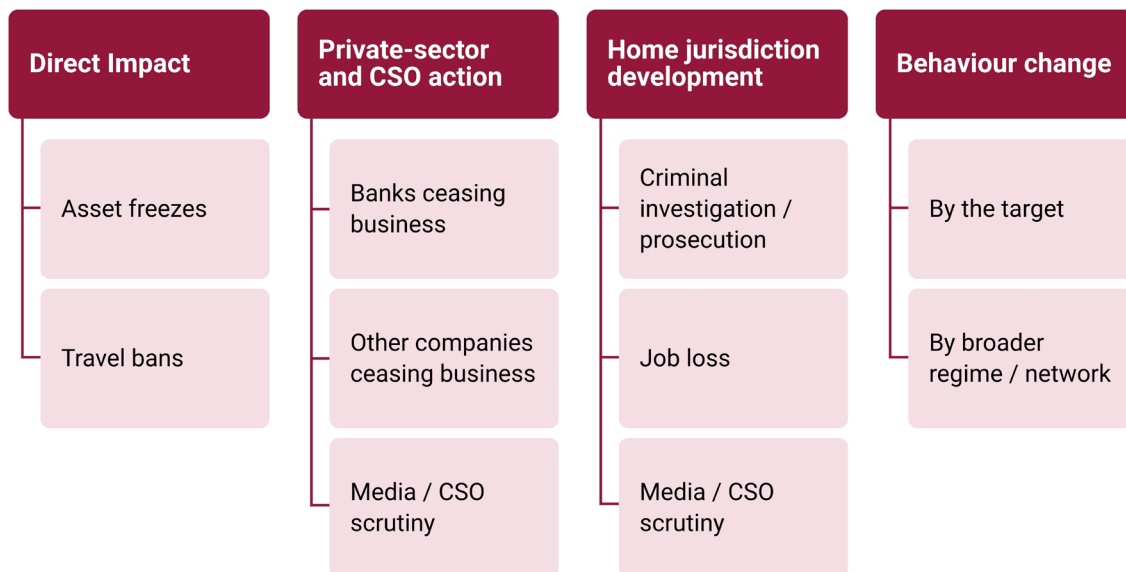 Direct Impact
Asset freezes
Travel bans
Private-sector
and CSO action
Banks ceasing
business
Other companies
ceasing business
Media / CSO
scrutiny
Home jurisdiction
development
Criminal
investigation /
prosecution
Job loss
Media / CSO
scrutiny
Behaviour change
By the target
By broader
regime / network